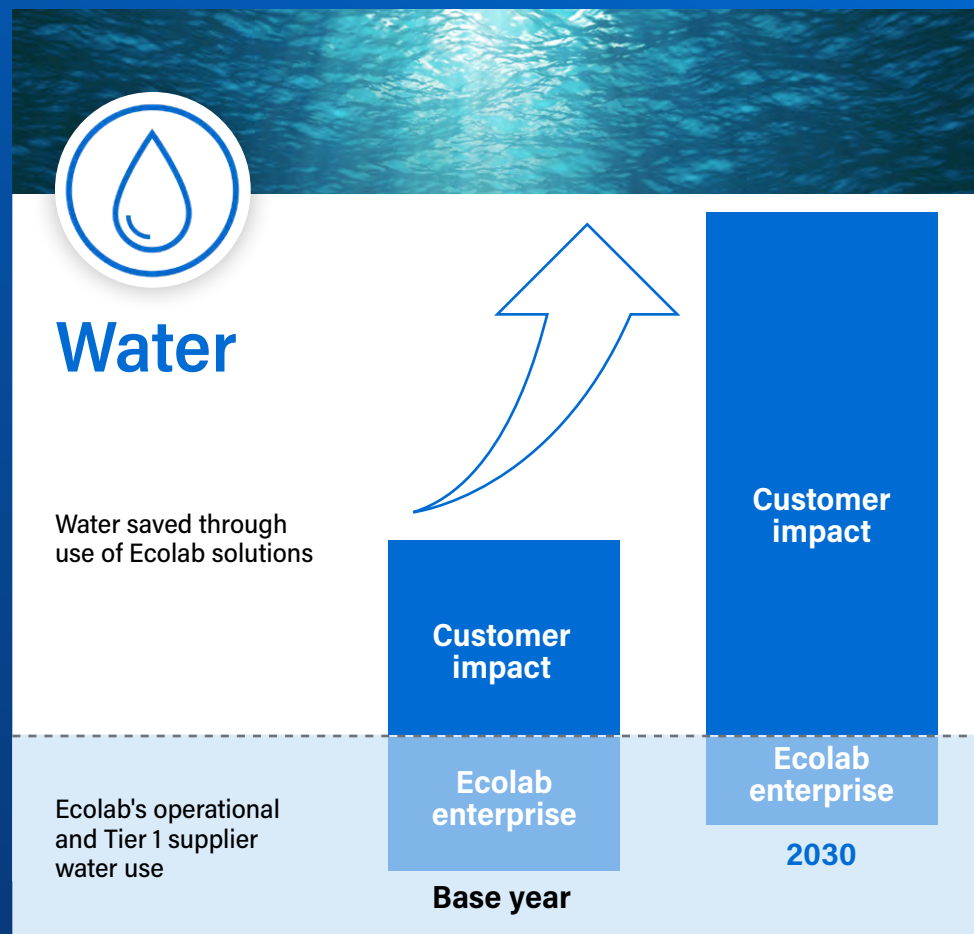 Water
Water saved through
use of Ecolab solutions
Customer
impact
Customer
impact
Ecolab's operational
and Tier 1 supplier
water use
Ecolab
enterprise
Ecolab
enterprise
Base year
2030